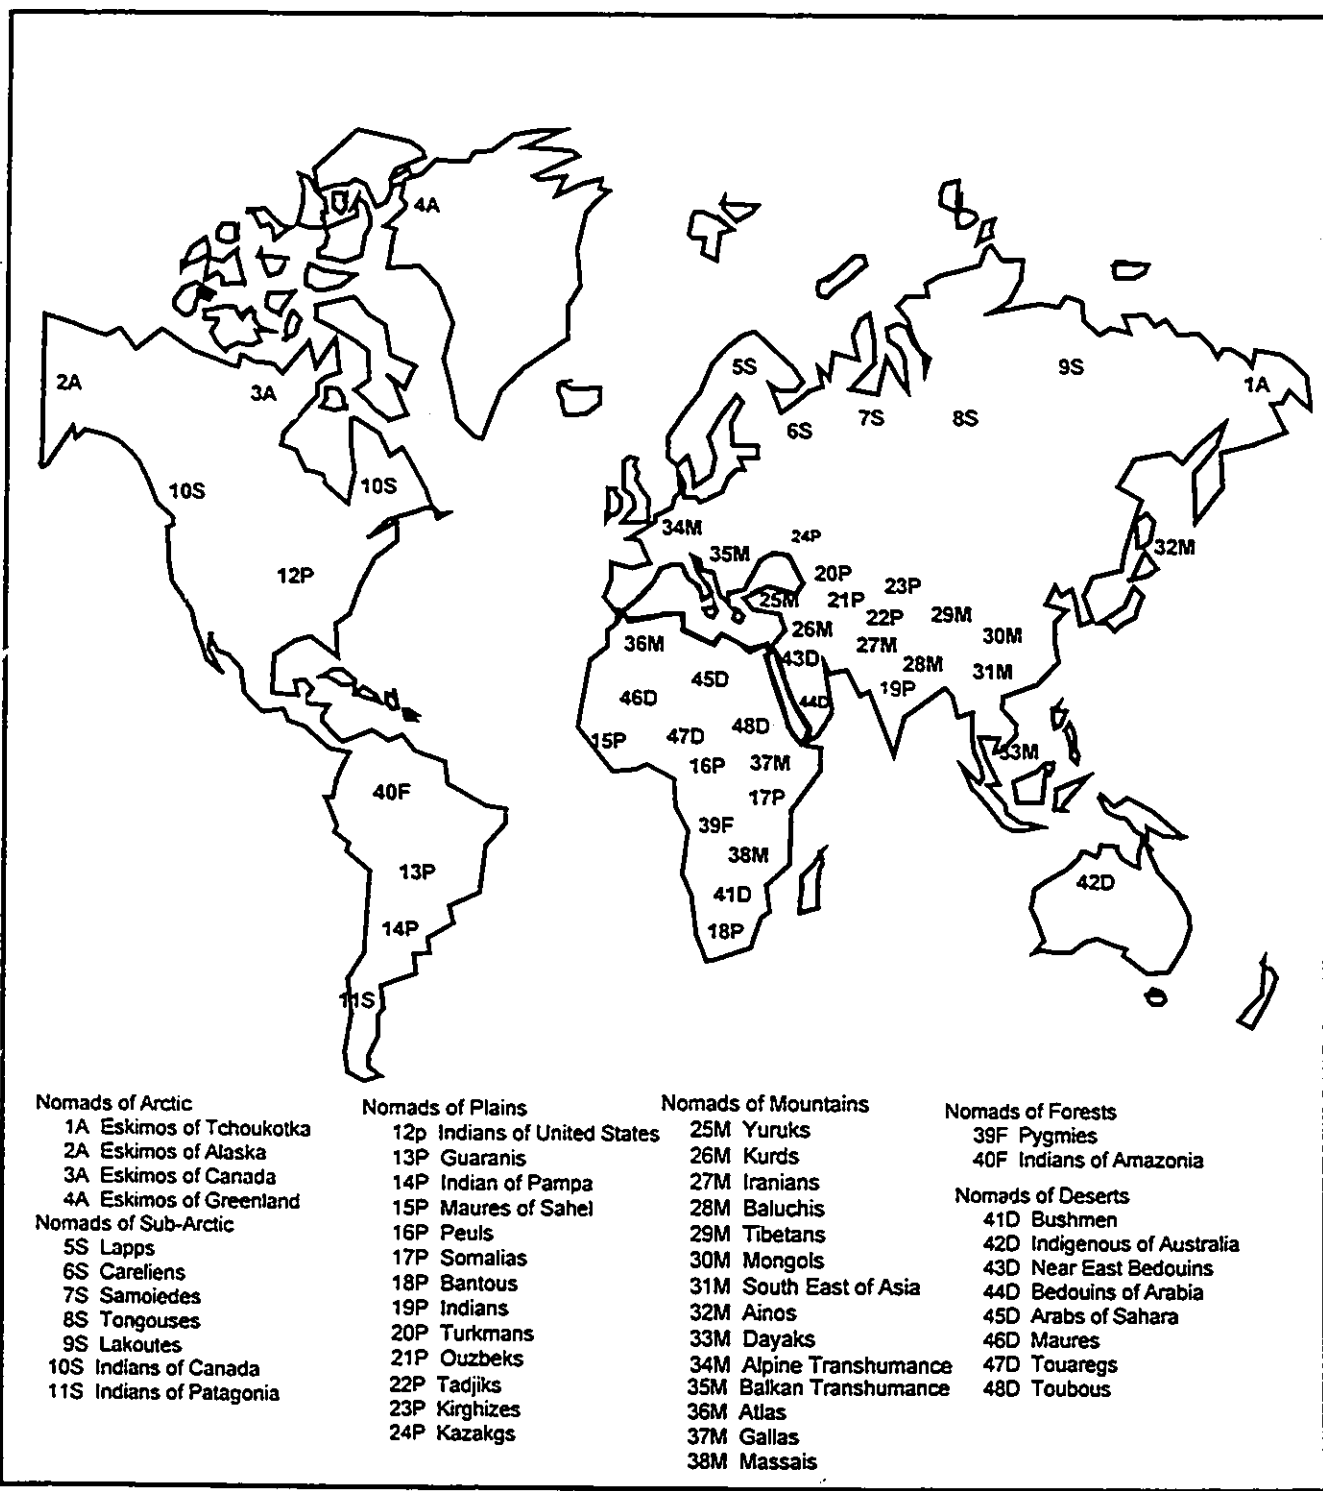 4A
5S
9S
2A
3A
1A
7S
8S
6S
10S
10S
34M
24P
32M
35M
12P
20P
23P
25M
21P
22P
29M
26M
30M
36M
27M
43D
28M
31M
45D
19P
46D
44D
48D
47D
15P
33M
16P
37M
40F
17P
39F
38M
13P
42D
41D
14P
18P
11S
Nomads of Arctic
1A Eskimos of Tchoukotka
2A Eskimos of Alaska
3A Eskimos of Canada
4A Eskimos of Greenland
Nomads of Sub-Arctic
5S Lapps
6S Careliens
7S Samoiedes
8S Tongouses
9S Lakoutes
10S Indians of Canada
11S Indians of Patagonia
Nomads of Plains
12p Indians of United States
13P Guaranis
14P Indian of Pampa
15P Maures of Sahel
16P Peuls
17P Somalias
18P Bantous
19P Indians
20P Turkmans
21P Ouzbeks
22P Tadjiks
23P Kirghizes
24P Kazakgs
Nomads of Mountains
25M Yuruks
26M Kurds
27M Iranians
28M Baluchis
29M Tibetans
30M Mongols
31M South East of Asia
32M Ainos
33M Dayaks
34M Alpine Transhumance
35M Balkan Transhumance
36M Atlas
37M Gallas
38M Massais
Nomads of Forests
39F Pygmies
40F Indians of Amazonia
Nomads of Deserts
41D Bushmen
42D Indigenous of Australia
43D Near East Bedouins
44D Bedouins of Arabia
45D Arabs of Sahara
46D Maures
47D Touaregs
48D Toubous